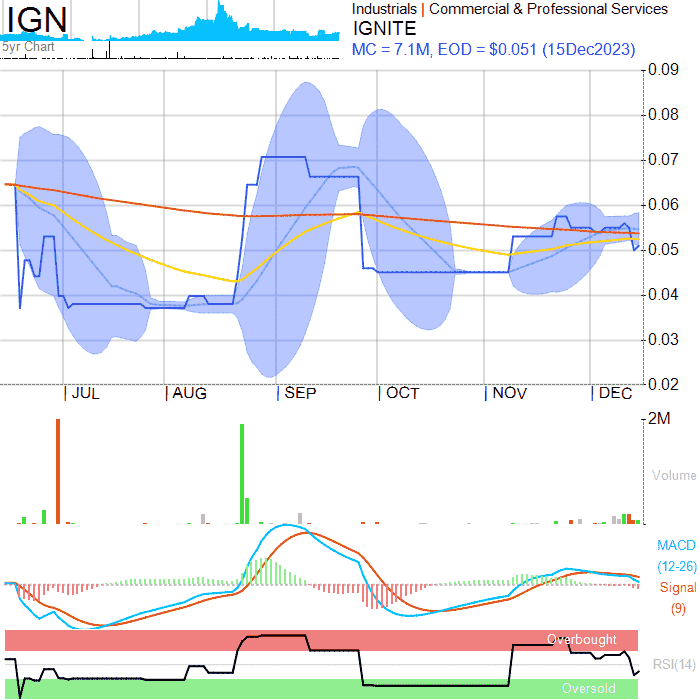 IGN
5yr Chart
Industrials | Commercial & Professional Services
IGNITE
MC = 7.1M, EOD = $0.051 (15Dec2023)
0.09
0.08
0.07
0.06
0.05
0.04
0.03
0.02
| JUL | AUG | SEP | OCT | NOV | DEC
2M
Volume
MACD
(12-26)
Signal
(9)
Overbought
RSI(14)
Oversold